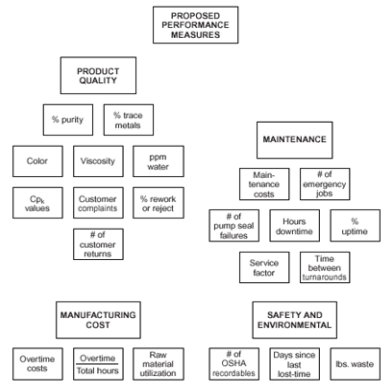 PROPOSED
PERFORMANCE
MEASURES
PRODUCT
QUALITY
% purity
% trace
metals
Color
Viscosity
ppm
water
Cpk
values
Customer
complaints
% rework
or reject
# of
customer
returns
MAINTENANCE
Main-
tenance
costs
# of
emergency
jobs
# of
pump seal
failures
Hours
downtime
%
uptime
Service
factor
Time
between
turnarounds
MANUFACTURING
COST
Overtime
costs
Overtime
Total hours
Raw
material
utilization
SAFETY AND
ENVIRONMENTAL
# of
OSHA
recordables
Days since
last
lost-time
lbs. waste